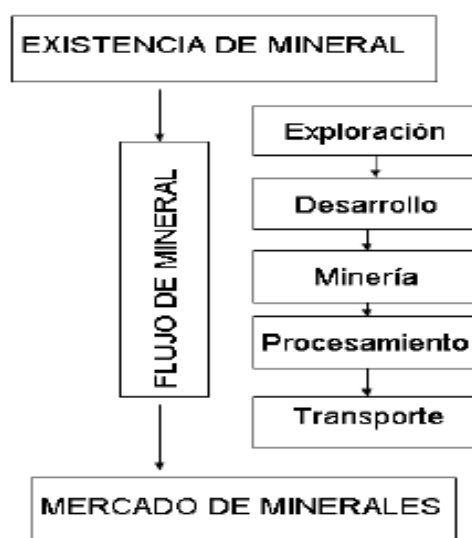 EXISTENCIA DE MINERAL
FLUJO DE MINERAL
Exploración
Desarrollo
Minería
Procesamiento
Transporte
MERCADO DE MINERALES